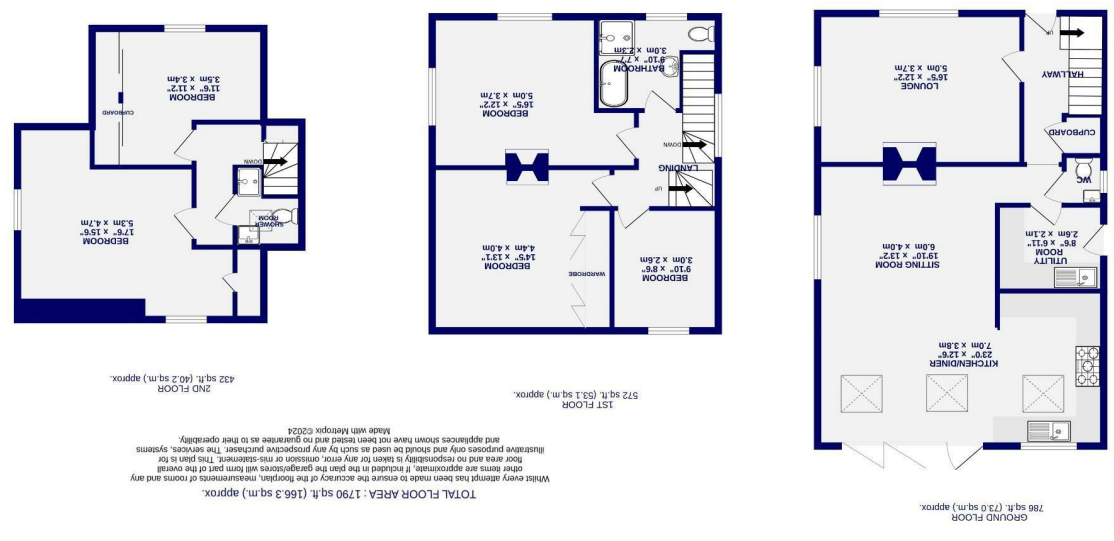 GROUND FLOOR
786 sq.ft. (73.0 sq.m.) approx.
KITCHEN/DINER
23'0" x 12'6"
7.0m x 3.8m
UTILITY
ROOM
8'6" x 6'11"
2.6m x 2.1m
SITTING ROOM
19'10" x 13'2"
6.0m x 4.0m
WC
CUPBOARD
HALLWAY
LOUNGE
16'5" x 12'2"
5.0m x 3.7m
UP
1ST FLOOR
572 sq.ft. (53.1 sq.m.) approx.
BEDROOM
9'10" x 8'6"
3.0m x 2.6m
WARDROBE
BEDROOM
14'5" x 13'1"
4.4m x 4.0m
UP
LANDING
DOWN
BEDROOM
16'5" x 12'2"
5.0m x 3.7m
BATHROOM
9'10" x 7'7"
3.0m x 2.3m
2ND FLOOR
432 sq.ft. (40.2 sq.m.) approx.
BEDROOM
17'6" x 15'6"
5.3m x 4.7m
SHOWER
ROOM
DOWN
CUPBOARD
BEDROOM
11'6" x 11'2"
3.5m x 3.4m
TOTAL FLOOR AREA : 1790 sq.ft. (166.3 sq.m.) approx.
Whilst every attempt has been made to ensure the accuracy of the floorplan, measurements of rooms and any
other items are approximate, If included in the plan the garage/stores will form part of the overall
floor area and no responsibility is taken for any error, omission or mis-statement. This plan is for
illustrative purposes only and should be used as such by any prospective purchaser. The services, systems
and appliances shown have not been tested and no guarantee as to their operability.
Made with Metropix ©2024